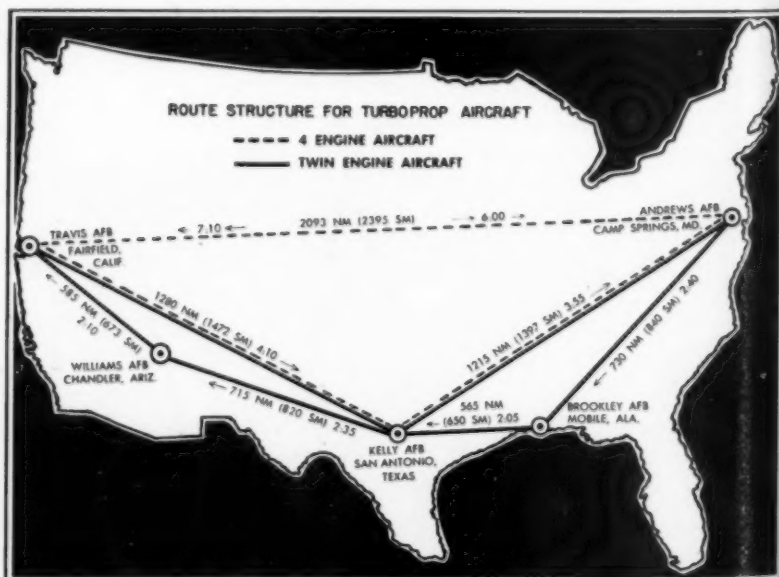 ROUTE STRUCTURE FOR TURBOPROP AIRCRAFT
4 ENGINE AIRCRAFT
TWIN ENGINE AIRCRAFT
TRAVIS AFB
FAIRFIELD,
CALIF.
← 7:10 ←
2093 NM (2395 SM)
→ 6.00 →
ANDREWS AFB
CAMP SPRINGS, MD.
← 585 NM (673 SM)
2:10
1280 NM (1472 SM) 4:10 →
1215 NM (1397 SM) 3.55 →
← 730 NM (840 SM) 2:40
WILLIAMS AFB
CHANDLER, ARIZ.
← 715 NM (820 SM) 2:35
565 NM
← (650 SM) 2:05
BROOKLEY AFB
MOBILE, ALA.
KELLY AFB
SAN ANTONIO,
TEXAS